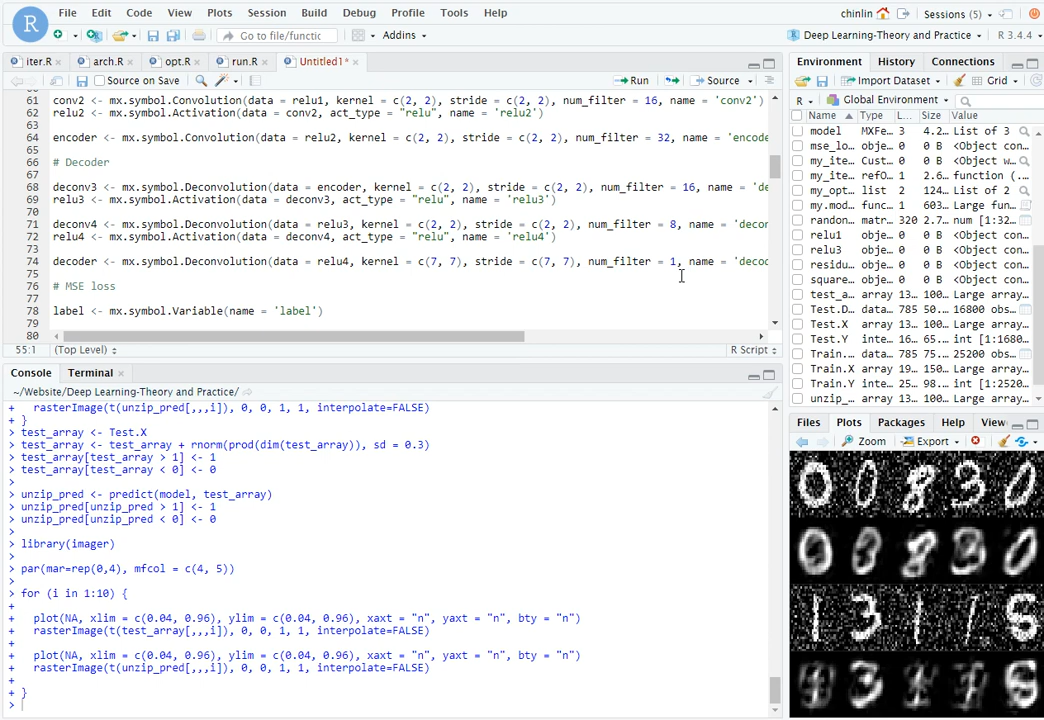 File Edit Code View Plots Session Build Debug Profile Tools Help
chinlin Sessions (5)
R Go to file/functic Addins Deep Learning-Theory and Practice R 3.4.4
iter.R × arch.R × opt.R × run.R × Untitled1* ×
Source on Save Run Source
61 conv2 <- mx.symbol.Convolution(data = relu1, kernel = c(2, 2), stride = c(2, 2), num_filter = 16, name = 'conv2')
62 relu2 <- mx.symbol.Activation(data = conv2, act_type = "relu", name = 'relu2')
63
64 encoder <- mx.symbol.Convolution(data = relu2, kernel = c(2, 2), stride = c(2, 2), num_filter = 32, name = 'encode
65
66 # Decoder
67
68 deconv3 <- mx.symbol.Deconvolution(data = encoder, kernel = c(2, 2), stride = c(2, 2), num_filter = 16, name = 'de
69 relu3 <- mx.symbol.Activation(data = deconv3, act_type = "relu", name = 'relu3')
70
71 deconv4 <- mx.symbol.Deconvolution(data = relu3, kernel = c(2, 2), stride = c(2, 2), num_filter = 8, name = 'decon
72 relu4 <- mx.symbol.Activation(data = deconv4, act_type = "relu", name = 'relu4')
73
74 decoder <- mx.symbol.Deconvolution(data = relu4, kernel = c(7, 7), stride = c(7, 7), num_filter = 1, name = 'decod
75
76 # MSE loss
77
78 label <- mx.symbol.Variable(name = 'label')
79
80
55:1 (Top Level) R Script
Console Terminal ×
~/Website/Deep Learning-Theory and Practice/
+ rasterImage(t(unzip_pred[,,,i]), 0, 0, 1, 1, interpolate=FALSE)
+ }
> test_array <- Test.X
> test_array <- test_array + rnorm(prod(dim(test_array)), sd = 0.3)
> test_array[test_array > 1] <- 1
> test_array[test_array < 0] <- 0
>
> unzip_pred <- predict(model, test_array)
> unzip_pred[unzip_pred > 1] <- 1
> unzip_pred[unzip_pred < 0] <- 0
>
> library(imager)
>
> par(mar=rep(0,4), mfcol = c(4, 5))
>
> for (i in 1:10) {
+
+ plot(NA, xlim = c(0.04, 0.96), ylim = c(0.04, 0.96), xaxt = "n", yaxt = "n", bty = "n")
+ rasterImage(t(test_array[,,,i]), 0, 0, 1, 1, interpolate=FALSE)
+
+ plot(NA, xlim = c(0.04, 0.96), ylim = c(0.04, 0.96), xaxt = "n", yaxt = "n", bty = "n")
+ rasterImage(t(unzip_pred[,,,i]), 0, 0, 1, 1, interpolate=FALSE)
+
+ }
>
Environment History Connections
Import Dataset Grid
R Global Environment
Name Type L… Size Value
model MXFe… 3 4.2… List of 3
mse_lo… obje… 0 0 B <Object con…
my_ite… Cust… 0 0 B <Object w…
my_ite… refO… 1 2.6… function (…
my_opt… list 2 124… List of 2
my.mod… func… 1 603… Large fun…
random… matr… 320 2.7… num [1:32…
relu1 obje… 0 0 B <Object con…
relu3 obje… 0 0 B <Object con…
residu… obje… 0 0 B <Object con…
square… obje… 0 0 B <Object con…
test_a… array 13… 100… Large array…
Test.D… data… 785 50.… 16800 obs…
Test.X array 13… 100… Large array…
Test.Y inte… 16… 65.… int [1:1680…
Train.… data… 785 75.… 25200 obs…
Train.X array 19… 150… Large array…
Train.Y inte… 25… 98.… int [1:2520…
unzip_… array 13… 100… Large array…
Files Plots Packages Help View
Zoom Export
0 0 8 3 0
1 3 1 1 6